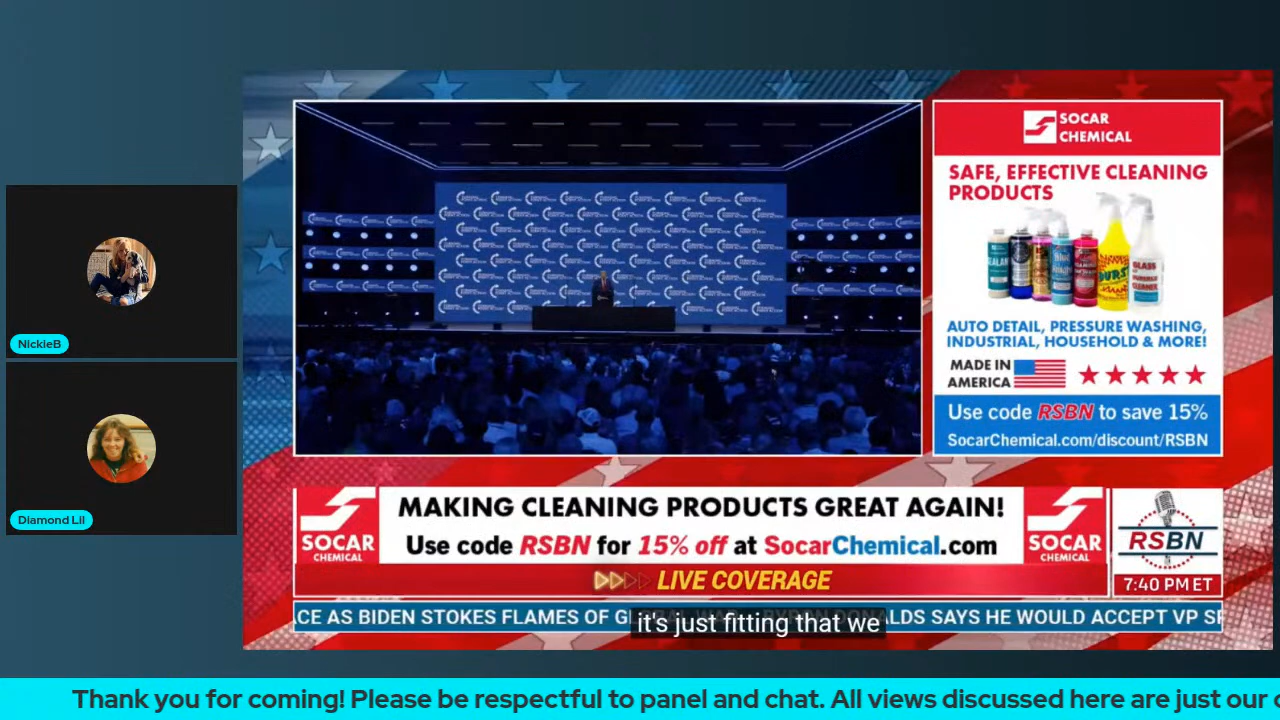 NickieB
Diamond Lil
SOCAR
CHEMICAL
SAFE, EFFECTIVE CLEANING
PRODUCTS
AUTO DETAIL, PRESSURE WASHING,
INDUSTRIAL, HOUSEHOLD & MORE!
MADE IN
AMERICA
Use code RSBN to save 15%
SocarChemical.com/discount/RSBN
SOCAR
CHEMICAL
MAKING CLEANING PRODUCTS GREAT AGAIN!
Use code RSBN for 15% off at SocarChemical.com
SOCAR
CHEMICAL
LIVE COVERAGE
RSBN
7:40 PM ET
CE AS BIDEN STOKES FLAMES OF
SAYS HE WOULD ACCEPT VP
it's just fitting that we
Thank you for coming! Please be respectful to panel and chat. All views discussed here are just our